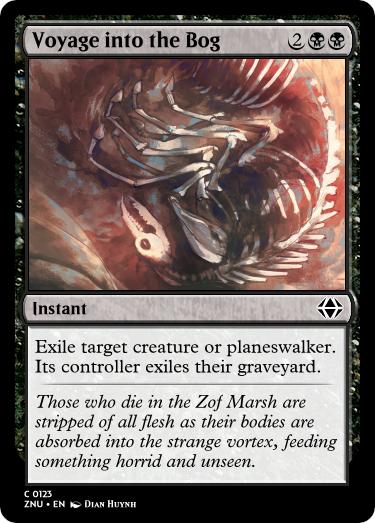 Voyage into the Bog 2
Instant
Exile target creature or planeswalker.
Its controller exiles their graveyard.
Those who die in the Zof Marsh are
stripped of all flesh as their bodies are
absorbed into the strange vortex, feeding
something horrid and unseen.
C 0123
ZNU • EN Dian Huynh